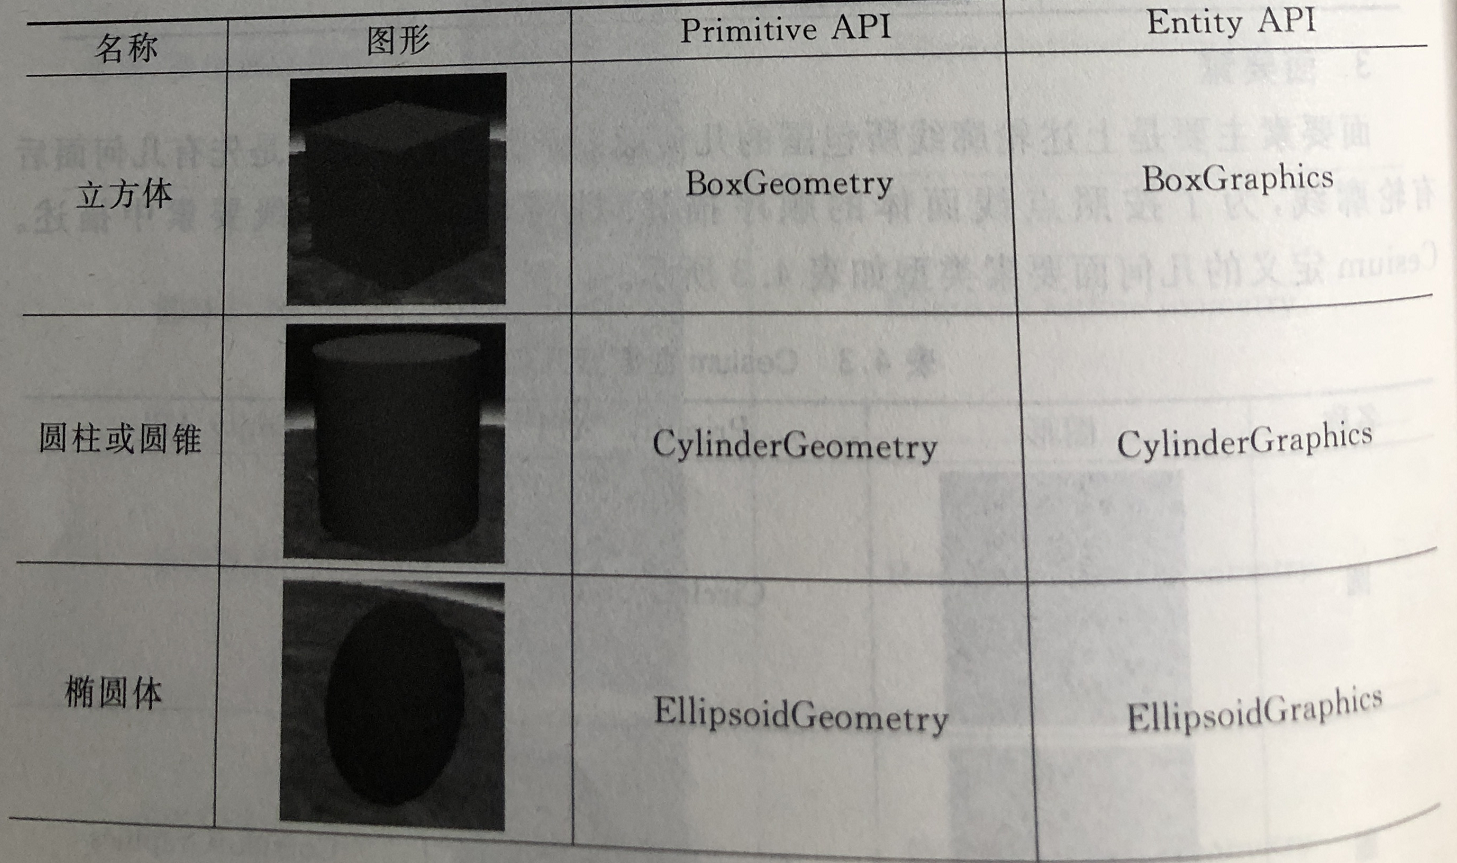 名称 图形 Primitive API Entity API
立方体 BoxGeometry BoxGraphics
圆柱或圆锥 CylinderGeometry CylinderGraphics
椭圆体 EllipsoidGeometry EllipsoidGraphics